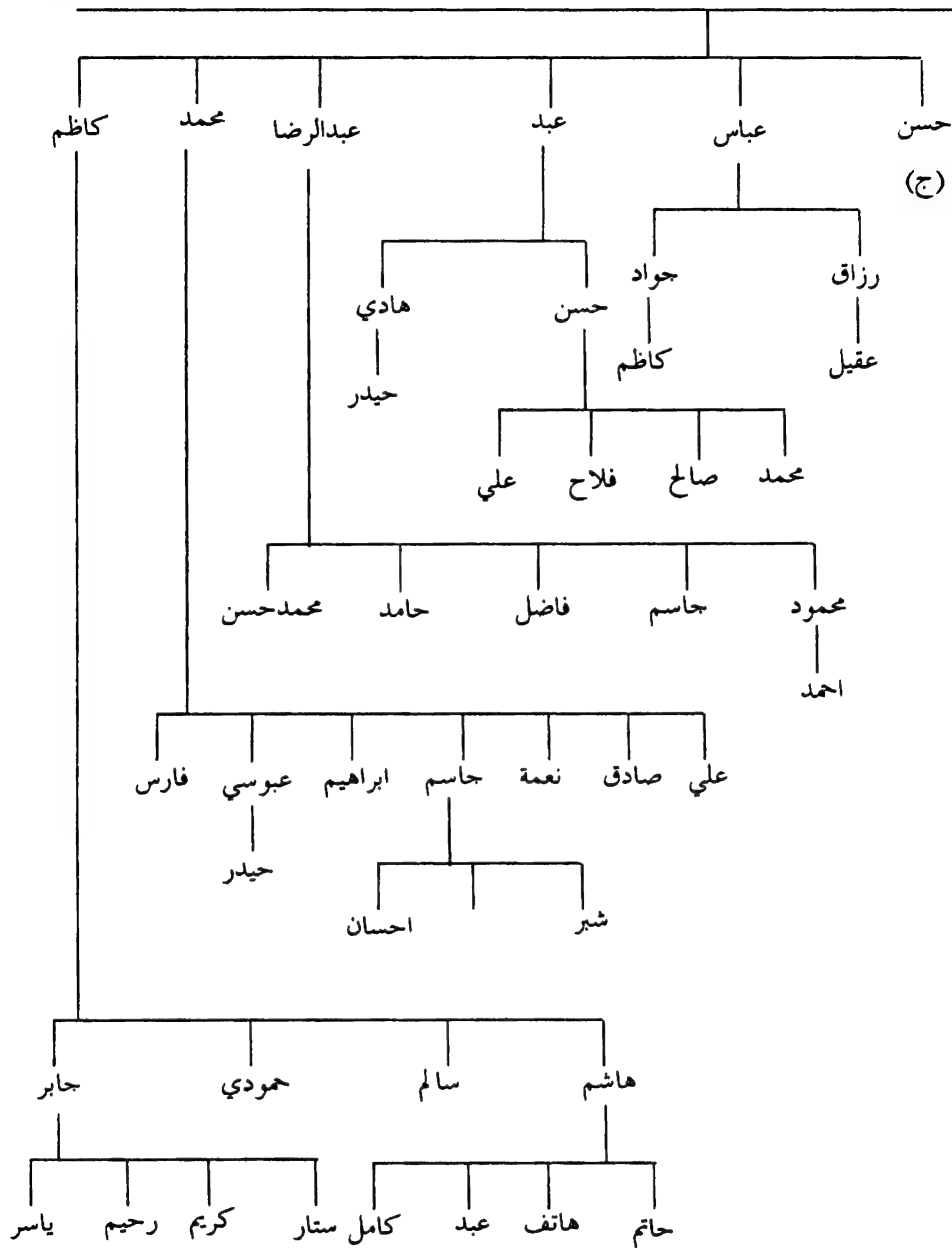 حسن عباس عبد عبدالرضا محمد كاظم
(ج)
رزاق جواد حسن هادي
عقيل كاظم حيدر
محمد صالح فلاح علي
محمود جاسم فاضل حامد محمدحسن
احمد
علي صادق نعمة جاسم ابراهيم عبوسي فارس
حيدر
شبر احسان
هاشم سالم حمودي جابر
حاتم هاتف عبد كامل ستار كريم رحيم ياسر